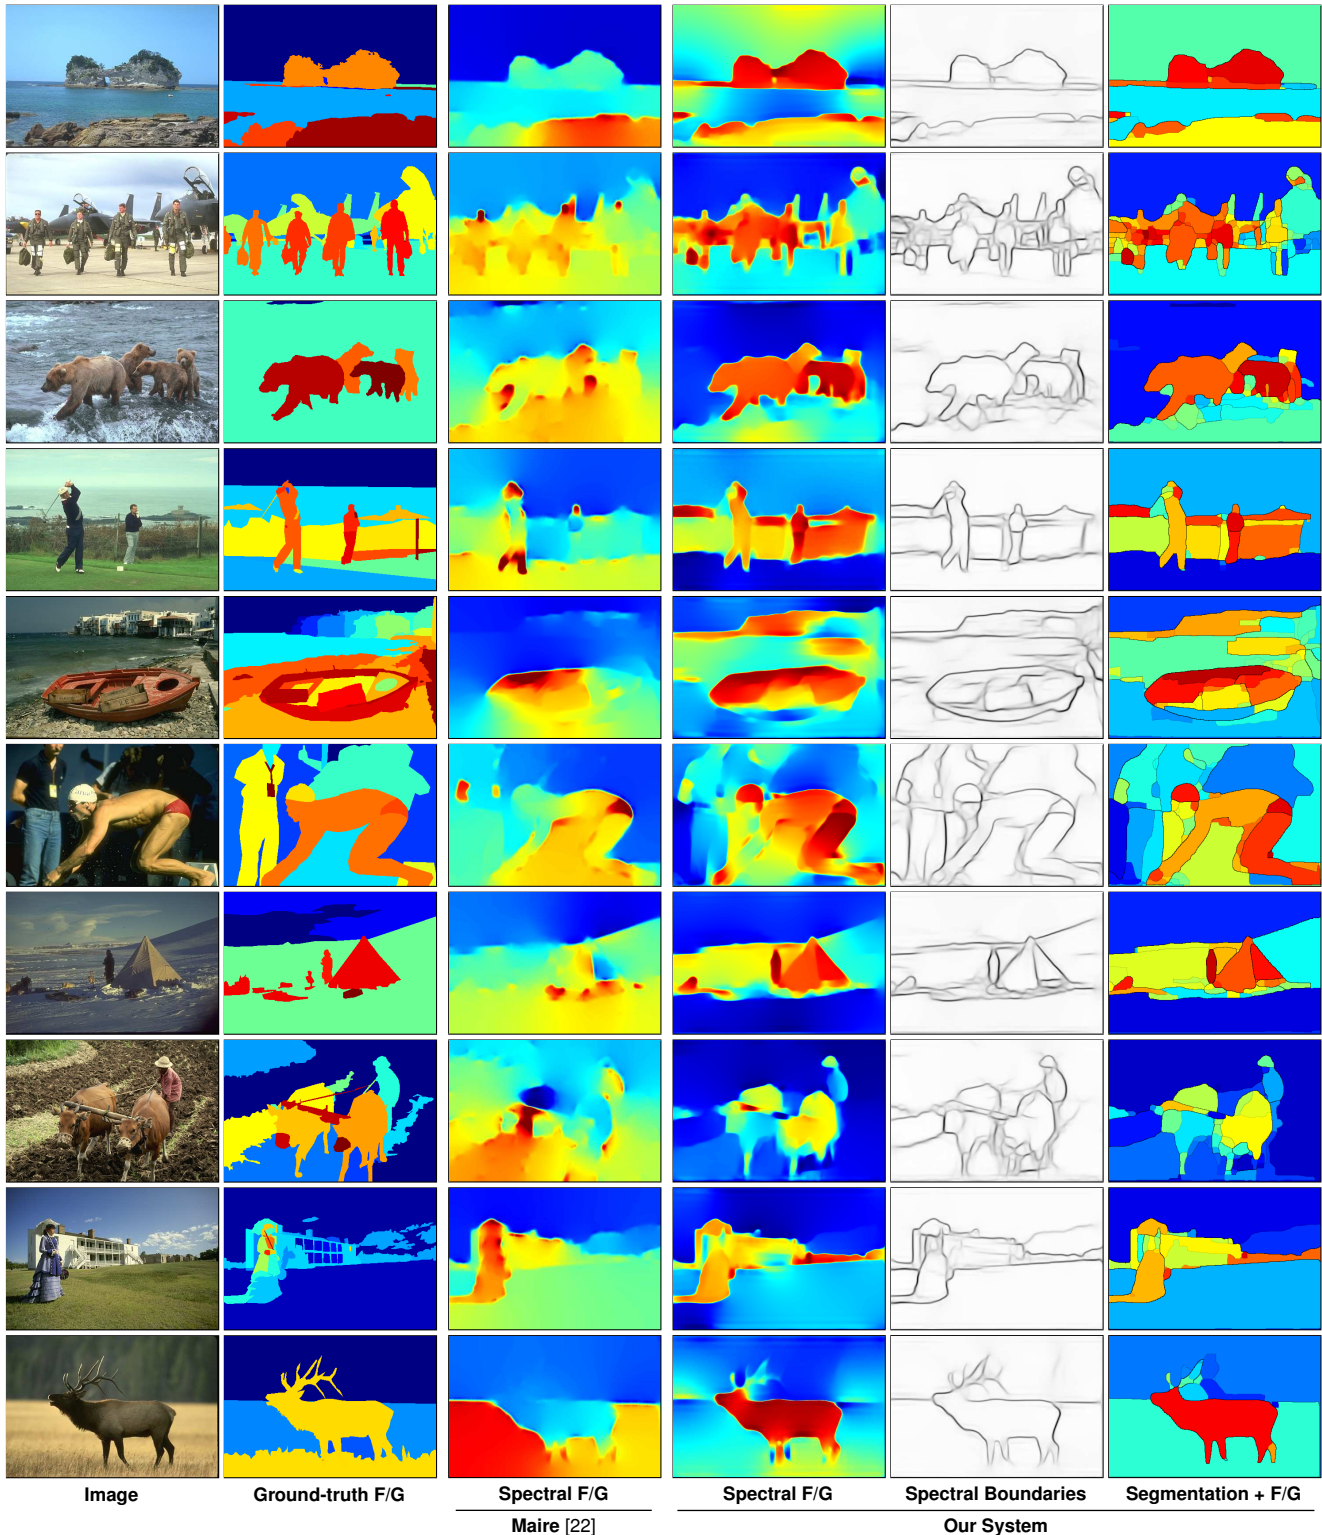 Image Ground-truth F/G Spectral F/G Spectral F/G Spectral Boundaries Segmentation + F/G
Maire [22] Our System